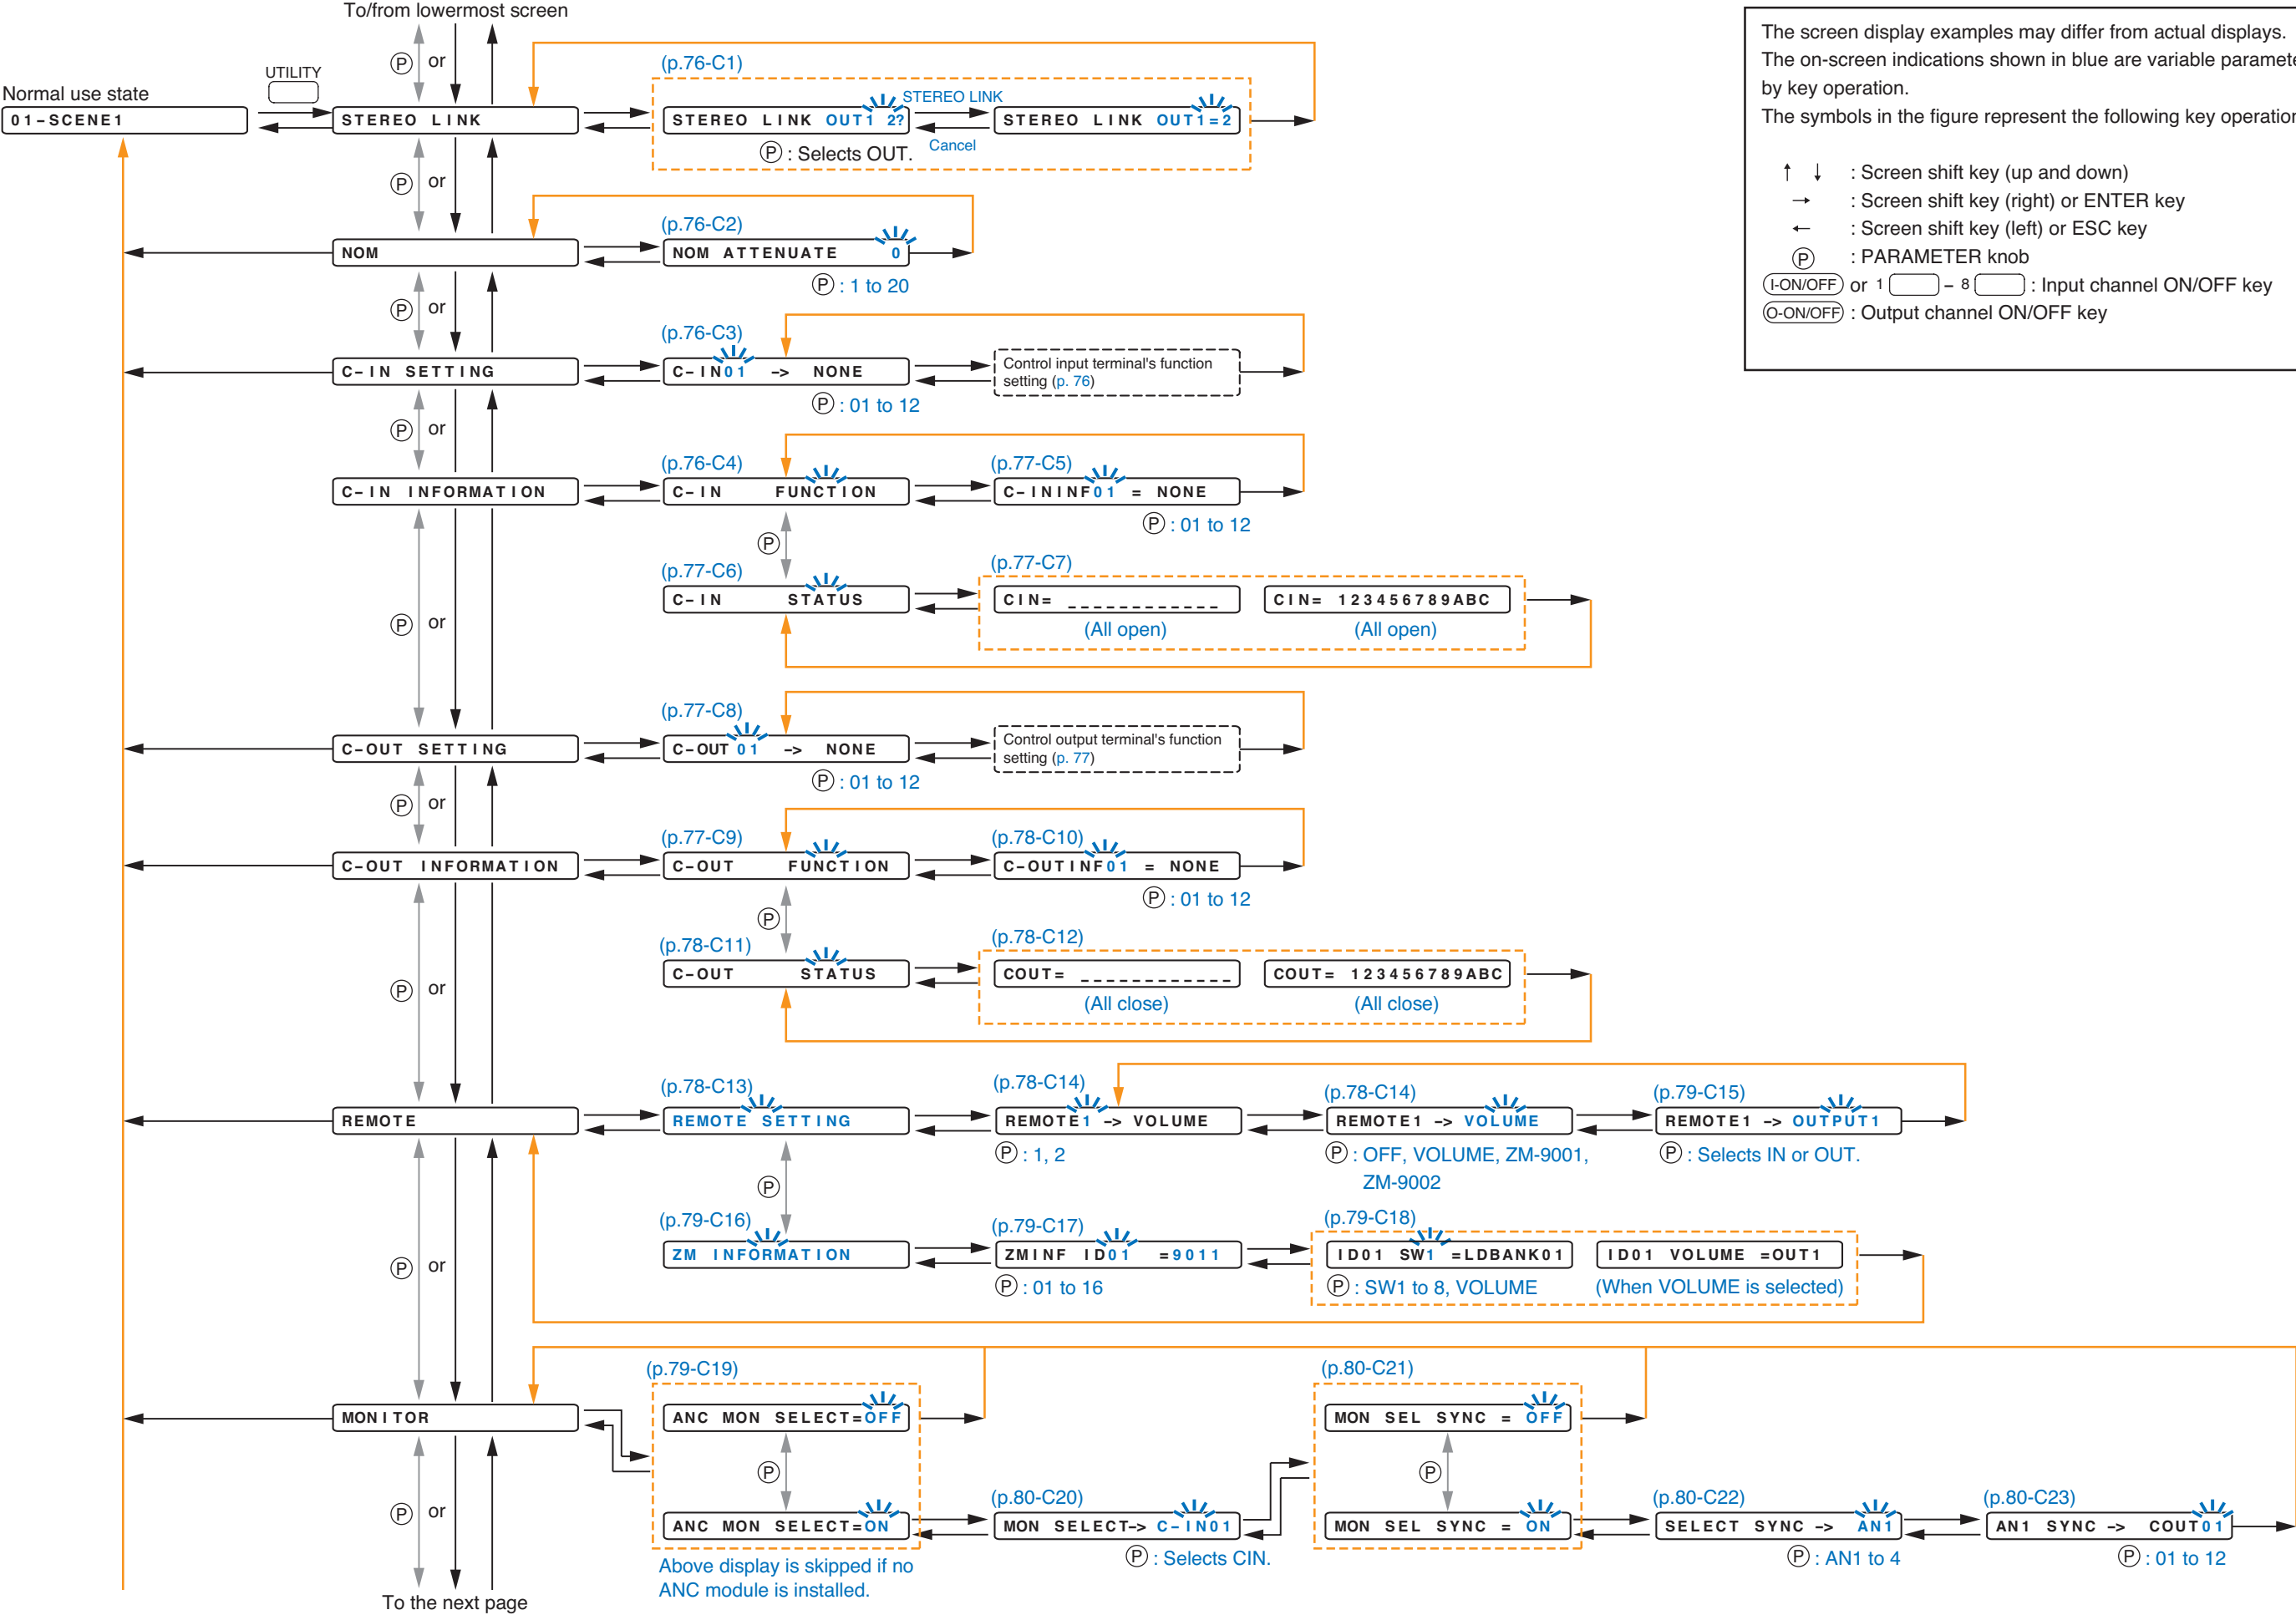 To/from lowermost screen
The screen display examples may differ from actual displays.
The on-screen indications shown in blue are variable
by key operation.
The symbols in the figure represent the following key
↑ ↓ : Screen shift key (up and down)
→ : Screen shift key (right) or ENTER key
← : Screen shift key (left) or ESC key
P : PARAMETER knob
I-ON/OFF or 1 – 8 : Input channel ON/OFF key
O-ON/OFF : Output channel ON/OFF key
P or
(p.76-C1)
UTILITY
Normal use state
01-SCENE1
STEREO LINK
STEREO LINK OUT1 2?
STEREO LINK
Cancel
STEREO LINK OUT1=2
P : Selects OUT.
P or
(p.76-C2)
NOM
NOM ATTENUATE 0
P : 1 to 20
P or
(p.76-C3)
C-IN SETTING
C-IN01 -> NONE
Control input terminal's function
setting (p. 76)
P : 01 to 12
P or
(p.76-C4)
(p.77-C5)
C-IN INFORMATION
C-IN FUNCTION
C-ININF01 = NONE
P : 01 to 12
P
(p.77-C6)
(p.77-C7)
C-IN STATUS
CIN= _ _ _ _ _ _ _ _ _ _ _ _
CIN= 123456789ABC
(All open)
(All open)
P or
(p.77-C8)
C-OUT SETTING
C-OUT 01 -> NONE
Control output terminal's function
setting (p. 77)
P : 01 to 12
P or
(p.77-C9)
(p.78-C10)
C-OUT INFORMATION
C-OUT FUNCTION
C-OUTINF01 = NONE
P : 01 to 12
P
(p.78-C11)
(p.78-C12)
C-OUT STATUS
COUT= _ _ _ _ _ _ _ _ _ _ _ _
COUT= 123456789ABC
(All close)
(All close)
P or
(p.78-C13)
(p.78-C14)
(p.78-C14)
(p.79-C15)
REMOTE
REMOTE SETTING
REMOTE1 -> VOLUME
REMOTE1 -> VOLUME
REMOTE1 -> OUTPUT1
P : 1, 2
P : OFF, VOLUME, ZM-9001,
ZM-9002
P : Selects IN or OUT.
P
(p.79-C16)
(p.79-C17)
(p.79-C18)
ZM INFORMATION
ZMINF ID01 =9011
ID01 SW1 =LDBANK01
ID01 VOLUME =OUT1
P : 01 to 16
P : SW1 to 8, VOLUME
(When VOLUME is selected)
P or
(p.79-C19)
(p.80-C21)
MONITOR
ANC MON SELECT=OFF
MON SEL SYNC = OFF
P
P
(p.80-C20)
(p.80-C22)
(p.80-C23)
P or
ANC MON SELECT=ON
MON SELECT-> C-IN01
MON SEL SYNC = ON
SELECT SYNC -> AN1
AN1 SYNC -> COUT01
Above display is skipped if no
ANC module is installed.
P : Selects CIN.
P : AN1 to 4
P : 01 to 12
To the next page